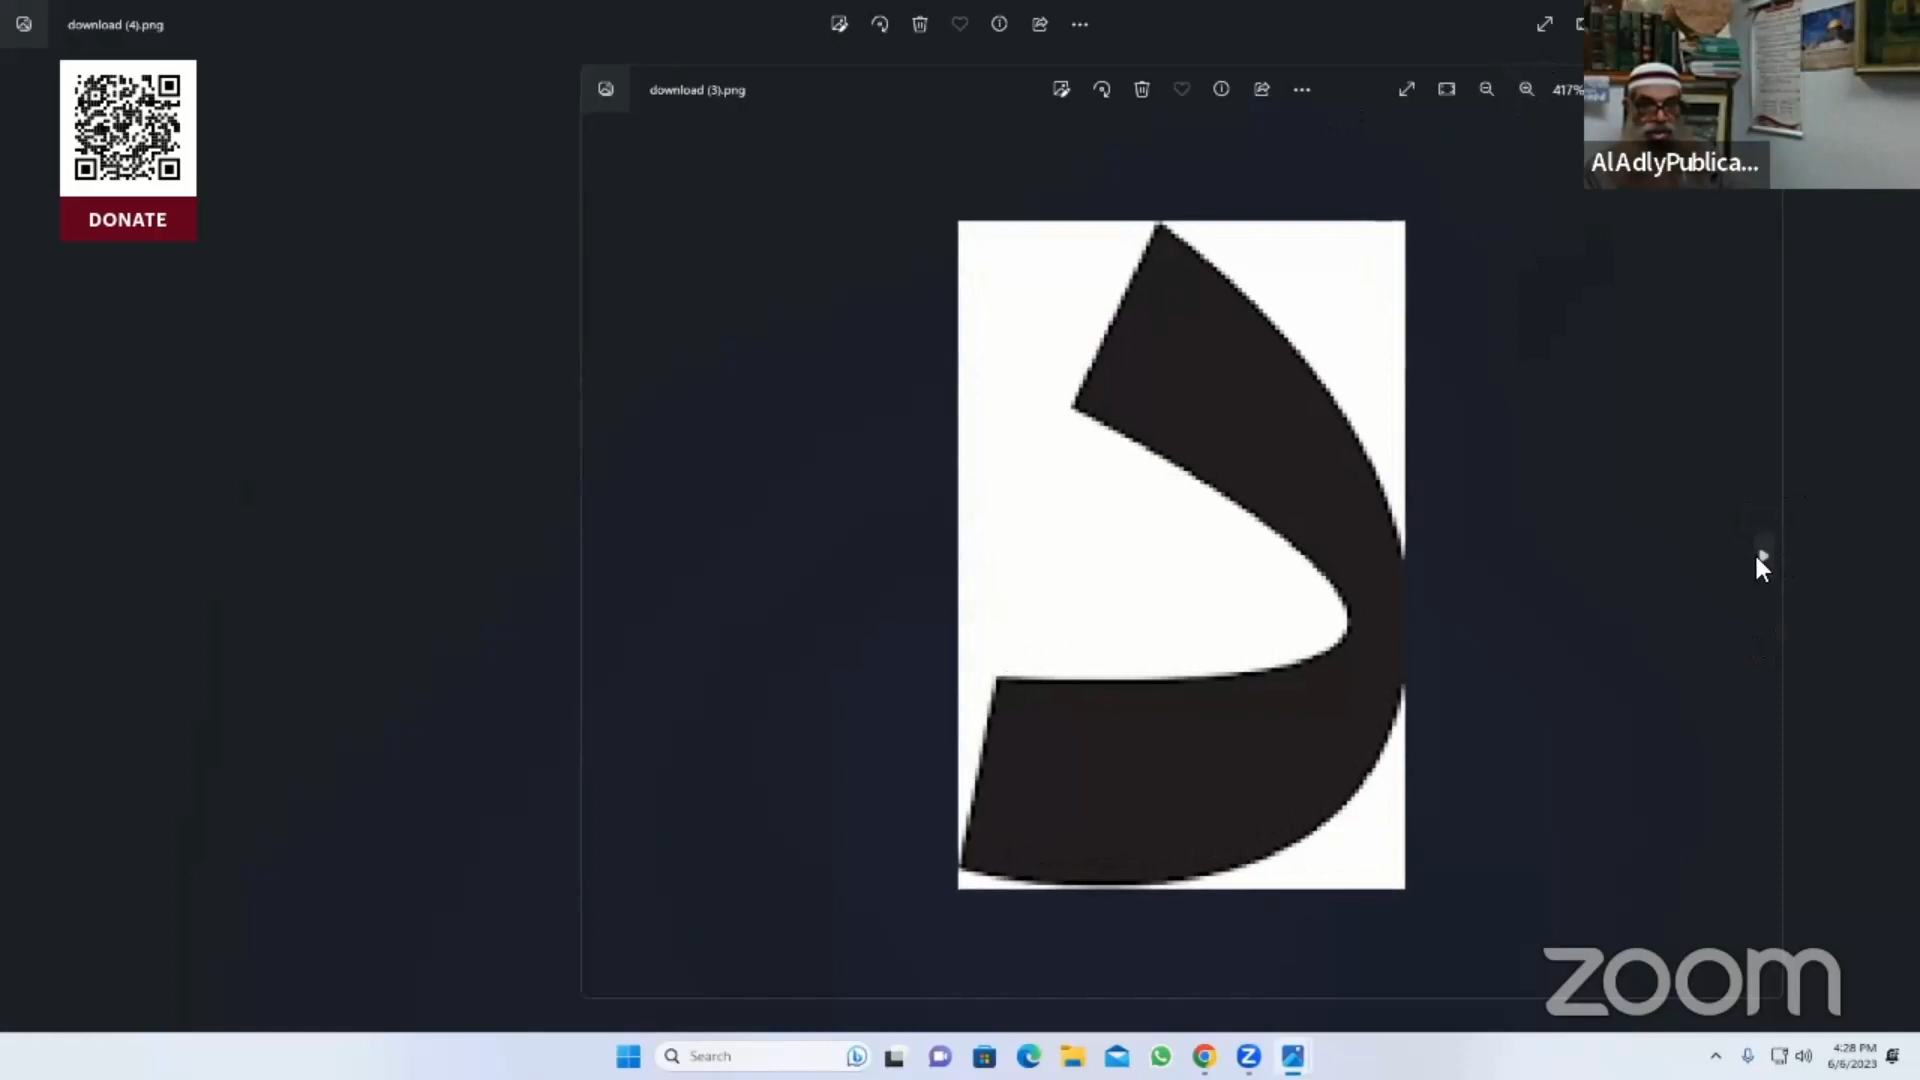 download (4).png
DONATE
download (3).png
417%
AlAdlyPublica...
د
zoom
Search
4:28 PM
6/6/2023